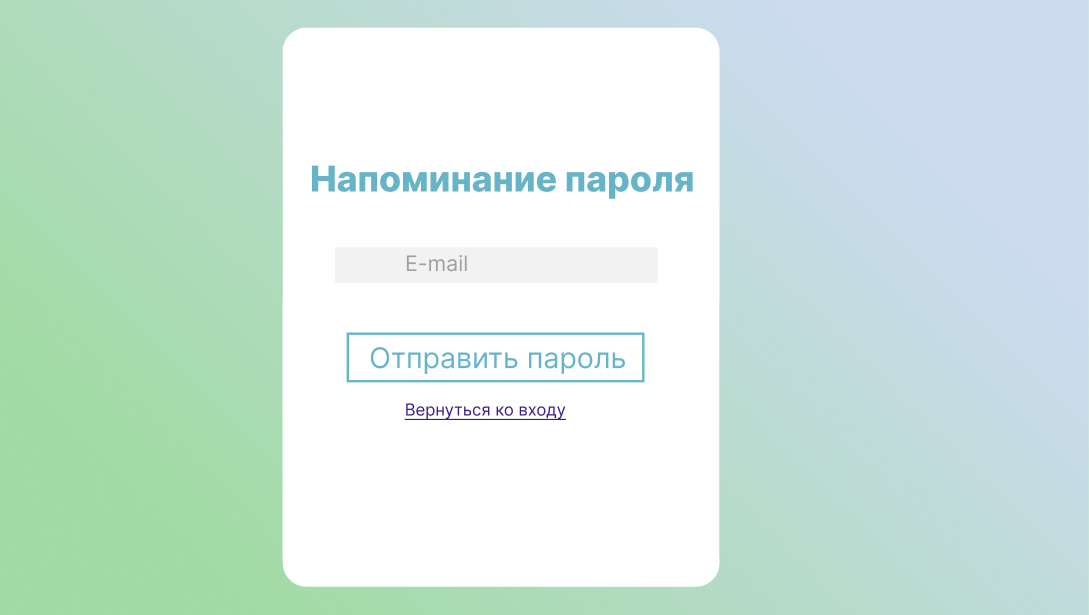 Напоминание пароля
E-mail
Отправить пароль
Вернуться ко входу